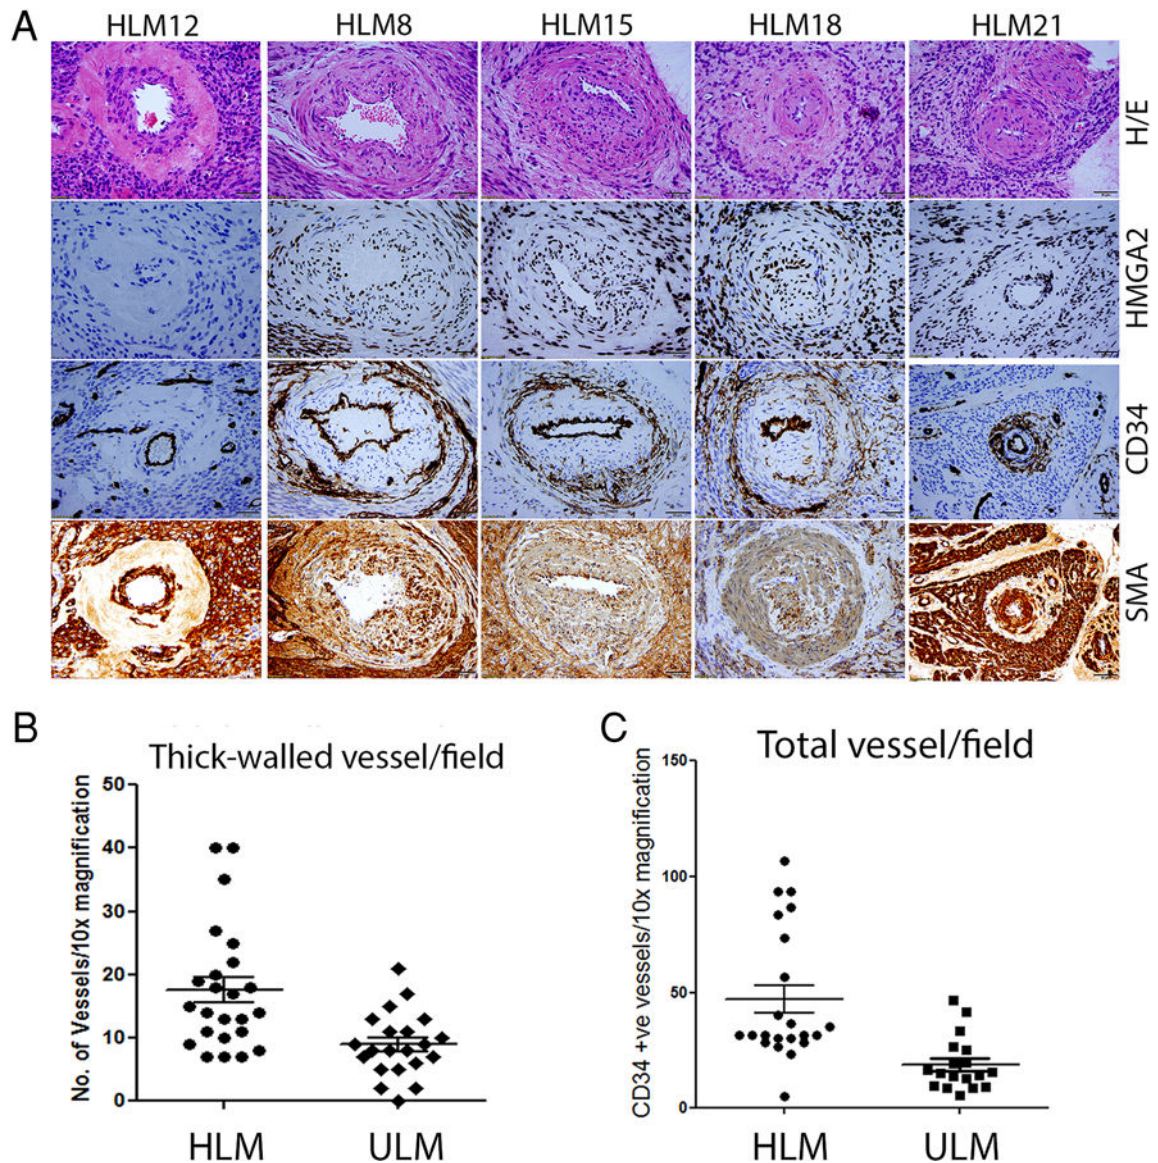 A
HLM12 HLM8 HLM15 HLM18 HLM21
H/E
HMGA2
CD34
SMA
B
Thick-walled vessel/field
No. of Vessels/10x magnification
50
40
30
20
10
0
HLM ULM
C
Total vessel/field
CD34 +ve vessels/10x magnification
150
100
50
0
HLM ULM